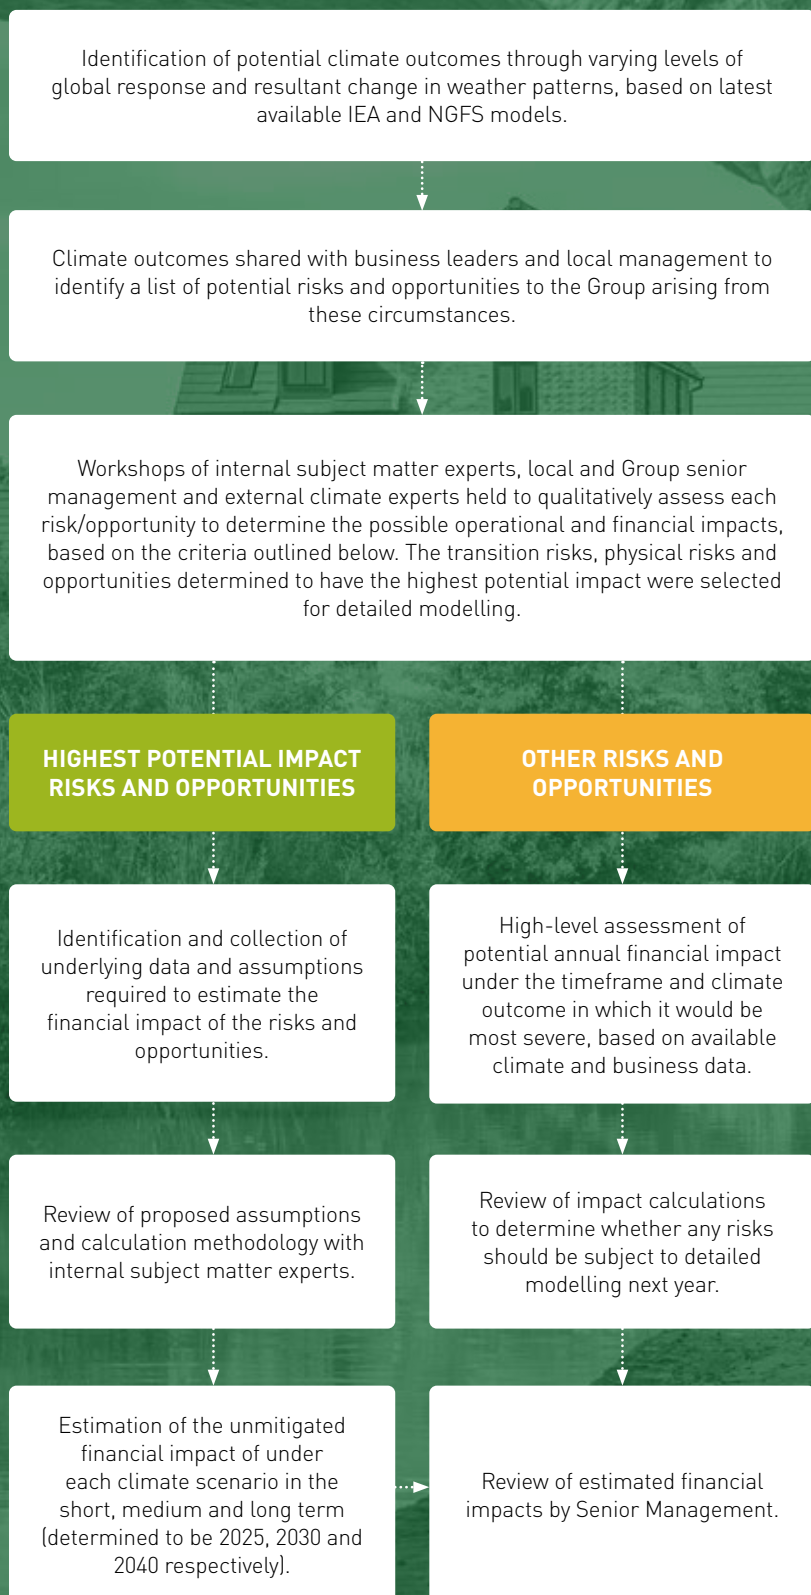 Identification of potential climate outcomes through varying levels of
global response and resultant change in weather patterns, based on latest
available IEA and NGFS models.
Climate outcomes shared with business leaders and local management to
identify a list of potential risks and opportunities to the Group arising from
these circumstances.
Workshops of internal subject matter experts, local and Group senior
management and external climate experts held to qualitatively assess each
risk/opportunity to determine the possible operational and financial impacts,
based on the criteria outlined below. The transition risks, physical risks and
opportunities determined to have the highest potential impact were selected
for detailed modelling.
HIGHEST POTENTIAL IMPACT
RISKS AND OPPORTUNITIES
Identification and collection of
underlying data and assumptions
required to estimate the
financial impact of the risks and
opportunities.
Review of proposed assumptions
and calculation methodology with
internal subject matter experts.
Estimation of the unmitigated
financial impact of under
each climate scenario in the
short, medium and long term
(determined to be 2025, 2030 and
2040 respectively).
OTHER RISKS AND
OPPORTUNITIES
High-level assessment of
potential annual financial impact
under the timeframe and climate
outcome in which it would be
most severe, based on available
climate and business data.
Review of impact calculations
to determine whether any risks
should be subject to detailed
modelling next year.
Review of estimated financial
impacts by Senior Management.